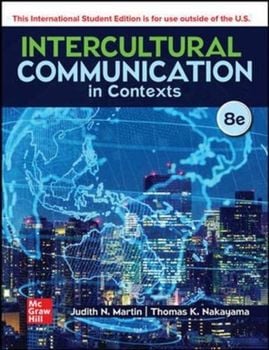 This International Student Edition is for use outside of the U.S.
INTERCULTURAL
COMMUNICATION
in Contexts
8e
Mc
Graw
Hill
Judith N. Martin | Thomas K. Nakayama